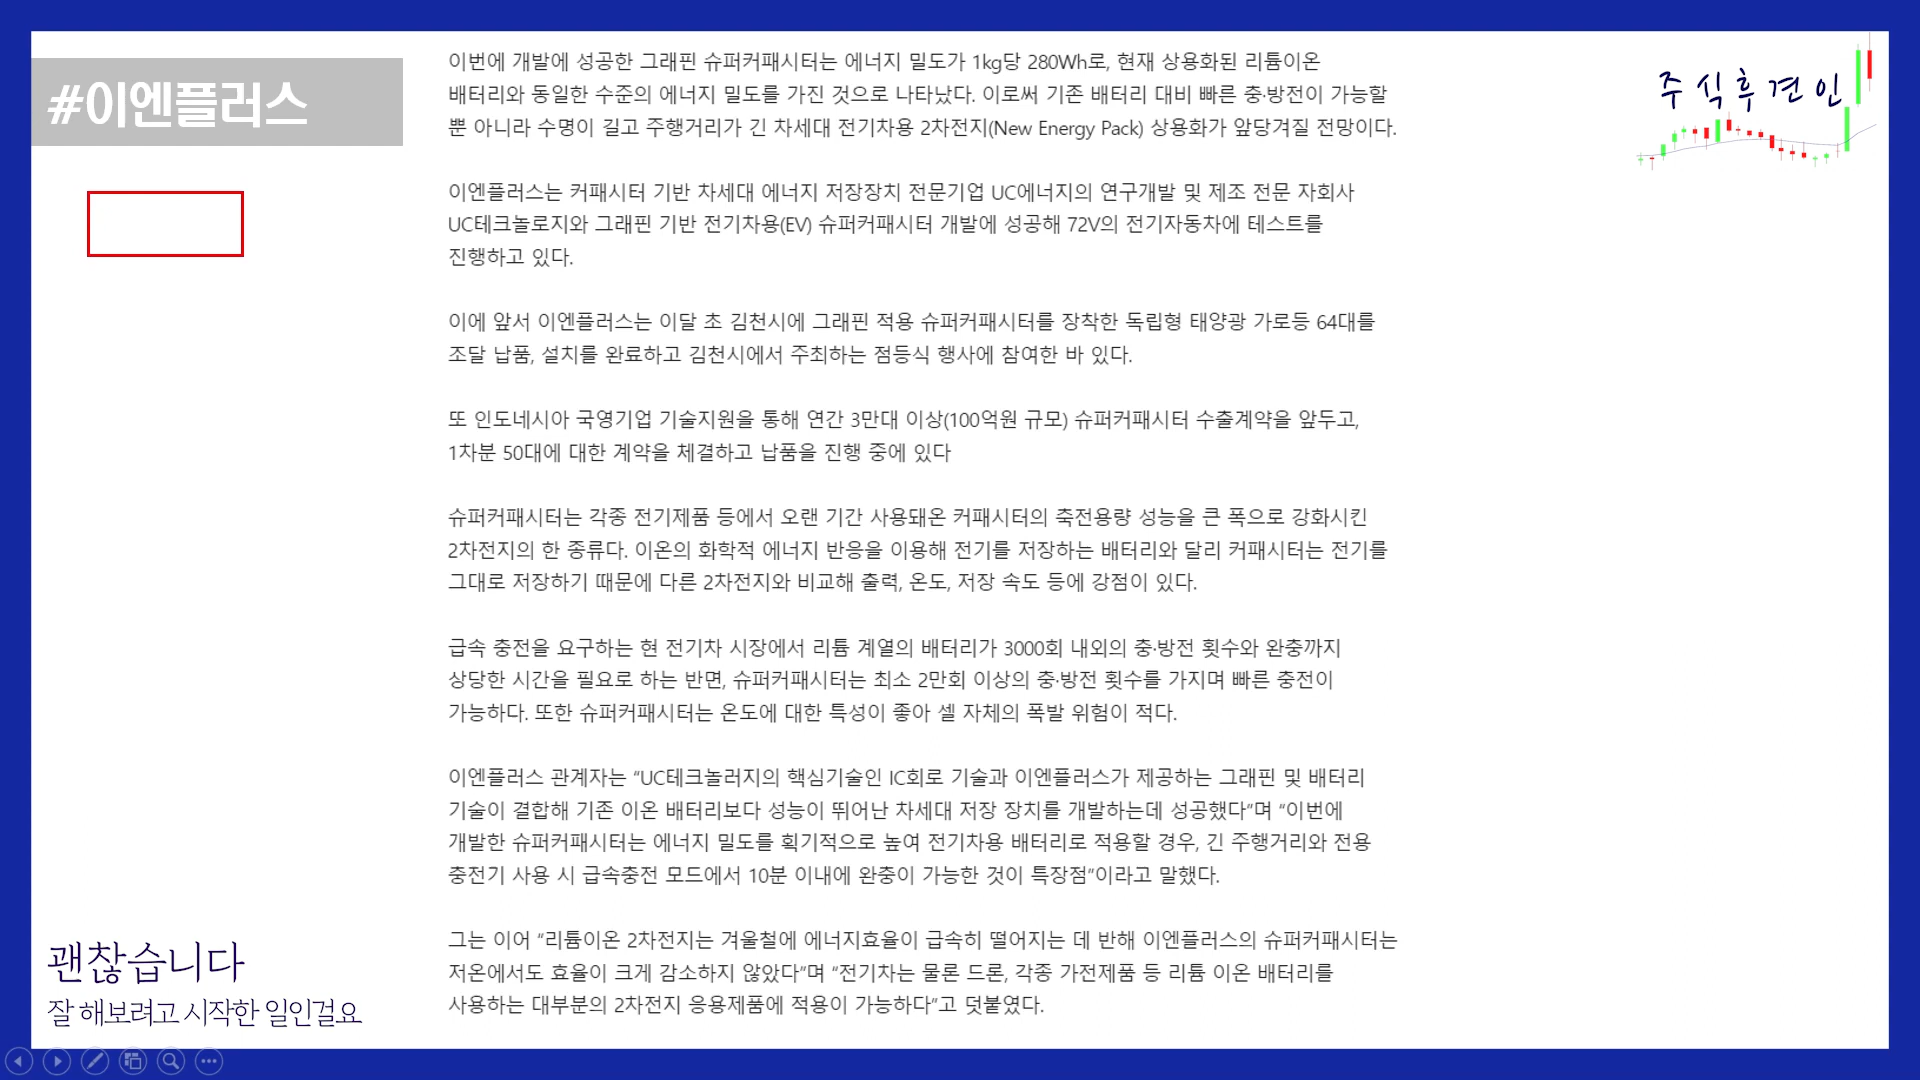 #이엔플러스
주식후견인
이번에 개발에 성공한 그래핀 슈퍼커패시터는 에너지 밀도가 1kg당 280Wh로, 현재 상용화된 리튬이온
배터리와 동일한 수준의 에너지 밀도를 가진 것으로 나타났다. 이로써 기존 배터리 대비 빠른 충·방전이 가능할
뿐 아니라 수명이 길고 주행거리가 긴 차세대 전기차용 2차전지(New Energy Pack) 상용화가 앞당겨질 전망이다.
이엔플러스는 커패시터 기반 차세대 에너지 저장장치 전문기업 UC에너지의 연구개발 및 제조 전문 자회사
UC테크놀로지와 그래핀 기반 전기차용(EV) 슈퍼커패시터 개발에 성공해 72V의 전기자동차에 테스트를
진행하고 있다.
이에 앞서 이엔플러스는 이달 초 김천시에 그래핀 적용 슈퍼커패시터를 장착한 독립형 태양광 가로등 64대를
조달 납품, 설치를 완료하고 김천시에서 주최하는 점등식 행사에 참여한 바 있다.
또 인도네시아 국영기업 기술지원을 통해 연간 3만대 이상(100억원 규모) 슈퍼커패시터 수출계약을 앞두고,
1차분 50대에 대한 계약을 체결하고 납품을 진행 중에 있다
슈퍼커패시터는 각종 전기제품 등에서 오랜 기간 사용돼온 커패시터의 축전용량 성능을 큰 폭으로 강화시킨
2차전지의 한 종류다. 이온의 화학적 에너지 반응을 이용해 전기를 저장하는 배터리와 달리 커패시터는 전기를
그대로 저장하기 때문에 다른 2차전지와 비교해 출력, 온도, 저장 속도 등에 강점이 있다.
급속 충전을 요구하는 현 전기차 시장에서 리튬 계열의 배터리가 3000회 내외의 충·방전 횟수와 완충까지
상당한 시간을 필요로 하는 반면, 슈퍼커패시터는 최소 2만회 이상의 충·방전 횟수를 가지며 빠른 충전이
가능하다. 또한 슈퍼커패시터는 온도에 대한 특성이 좋아 셀 자체의 폭발 위험이 적다.
이엔플러스 관계자는 “UC테크놀러지의 핵심기술인 IC회로 기술과 이엔플러스가 제공하는 그래핀 및 배터리
기술이 결합해 기존 이온 배터리보다 성능이 뛰어난 차세대 저장 장치를 개발하는데 성공했다”며 “이번에
개발한 슈퍼커패시터는 에너지 밀도를 획기적으로 높여 전기차용 배터리로 적용할 경우, 긴 주행거리와 전용
충전기 사용 시 급속충전 모드에서 10분 이내에 완충이 가능한 것이 특장점”이라고 말했다.
그는 이어 “리튬이온 2차전지는 겨울철에 에너지효율이 급속히 떨어지는 데 반해 이엔플러스의 슈퍼커패시터는
저온에서도 효율이 크게 감소하지 않았다”며 “전기차는 물론 드론, 각종 가전제품 등 리튬 이온 배터리를
사용하는 대부분의 2차전지 응용제품에 적용이 가능하다”고 덧붙였다.
괜찮습니다
잘 해보려고 시작한 일인걸요